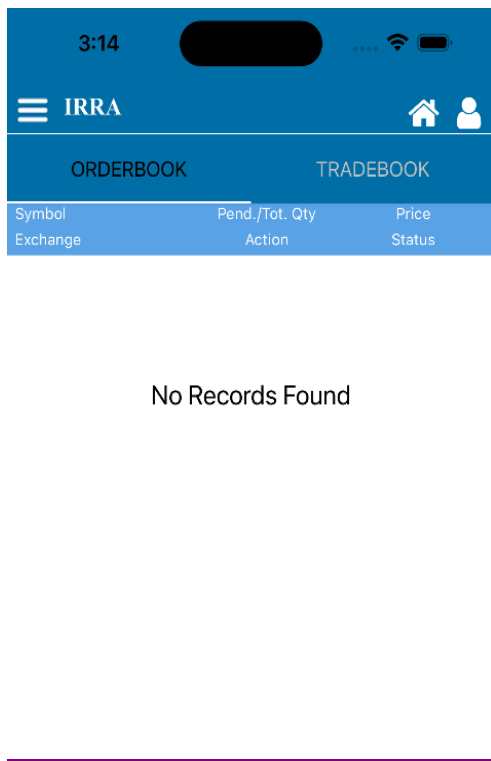 3:14
IRRA
ORDERBOOK TRADEBOOK
Symbol Pend./Tot. Qty Price
Exchange Action Status
No Records Found